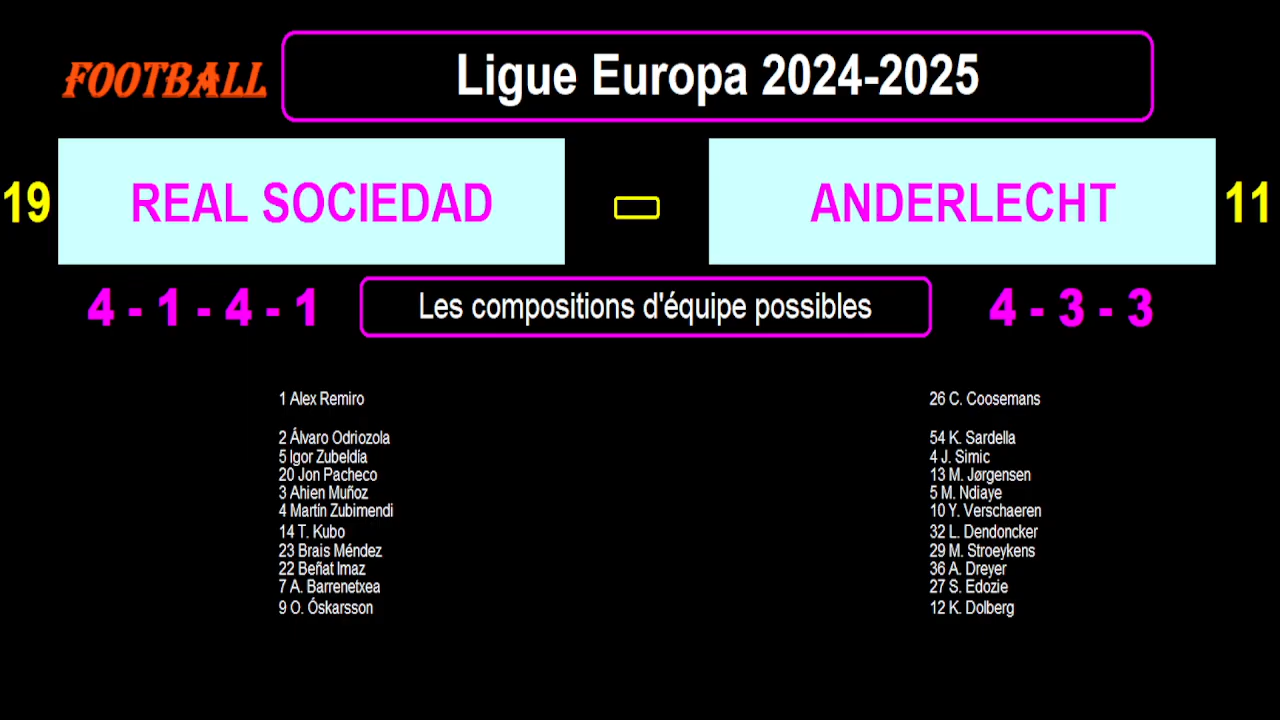 FOOTBALL
Ligue Europa 2024-2025
19
REAL SOCIEDAD
-
ANDERLECHT
11
4 - 1 - 4 - 1
Les compositions d'équipe possibles
4 - 3 - 3
1 Alex Remiro
2 Álvaro Odriozola
5 Igor Zubeldía
20 Jon Pacheco
3 Ahien Muñoz
4 Martín Zubimendi
14 T. Kubo
23 Brais Méndez
22 Beñat Imaz
7 A. Barrenetxea
9 O. Óskarsson
26 C. Coosemans
54 K. Sardella
4 J. Simic
13 M. Jørgensen
5 M. Ndiaye
10 Y. Verschaeren
32 L. Dendoncker
29 M. Stroeykens
36 A. Dreyer
27 S. Edozie
12 K. Dolberg